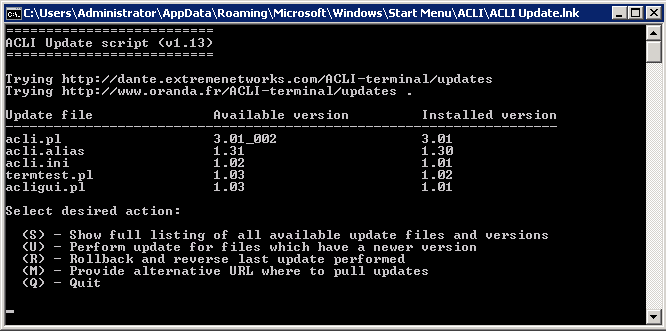 C:\Users\Administrator\AppData\Roaming\Microsoft\Windows\Start Menu\ACLI\ACLI Update.lnk
==========================
ACLI Update script (v1.13)
==========================
Trying http://dante.extremenetworks.com/ACLI-terminal/updates
Trying http://www.oranda.fr/ACLI-terminal/updates .
Update file Available version Installed version
acli.pl 3.01_002 3.01
acli.alias 1.31 1.30
acli.ini 1.02 1.01
termtest.pl 1.03 1.02
acligui.pl 1.03 1.01
Select desired action:
(S) - Show full listing of all available update files and versions
(U) - Perform update for files which have a newer version
(R) - Rollback and reverse last update performed
(M) - Provide alternative URL where to pull updates
(Q) - Quit